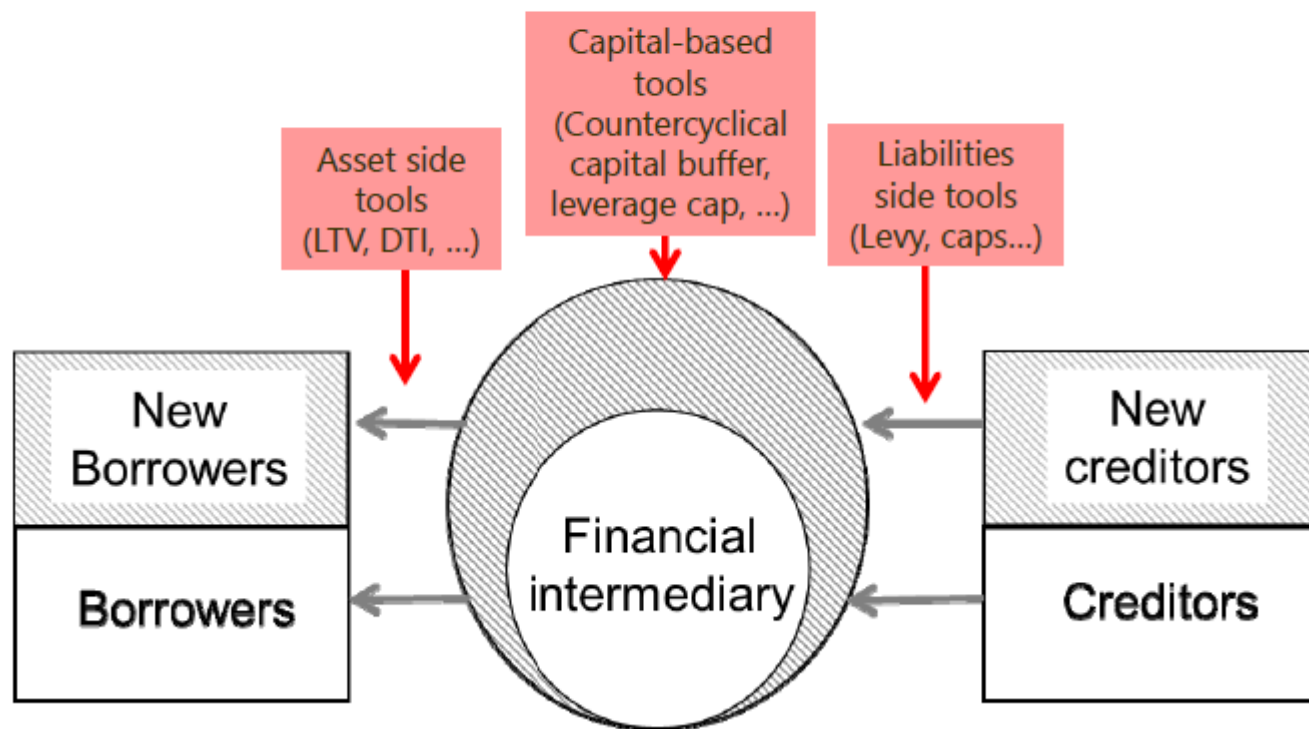 Capital-based
tools
(Countercyclical
capital buffer,
leverage cap, ...)
Asset side
tools
(LTV, DTI, ...)
Liabilities
side tools
(Levy, caps...)
New
Borrowers
Borrowers
Financial
intermediary
New
creditors
Creditors